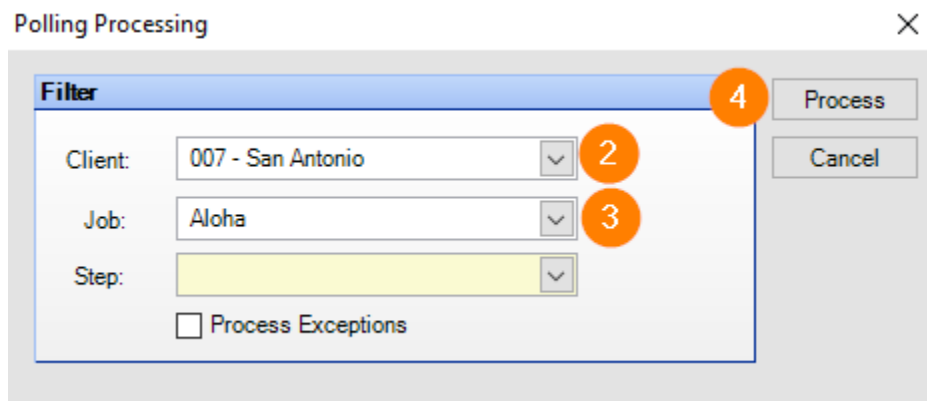 Polling Processing
Filter
4
Process
Client:
007 - San Antonio
2
Cancel
Job:
Aloha
3
Step:
Process Exceptions